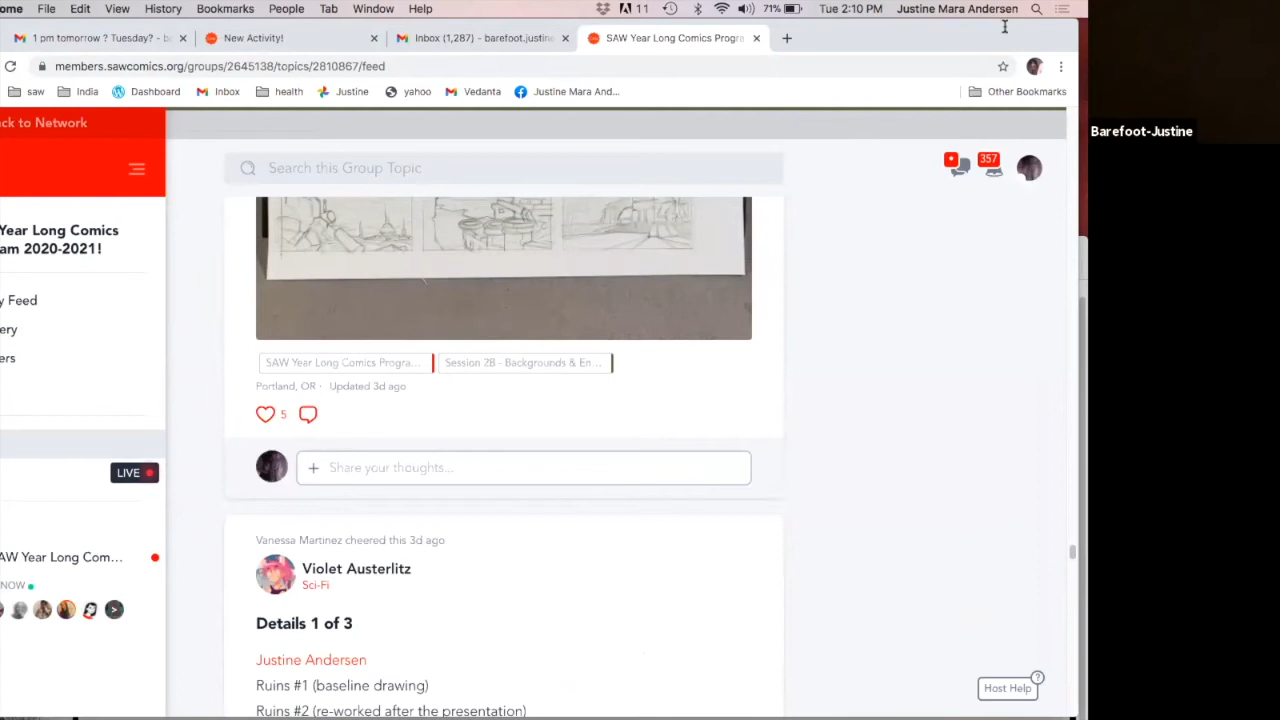 ome File Edit View History Bookmarks People Tab Window Help 11 71% Tue 2:10 PM Justine Mara Andersen
1 pm tomorrow ? Tuesday? - b New Activity! Inbox (1,287) - barefoot.justine SAW Year Long Comics Progra
members.sawcomics.org/groups/2645138/topics/2810867/feed
saw India Dashboard Inbox health Justine yahoo Vedanta Justine Mara And... Other Bookmarks
ck to Network
Barefoot-Justine
Search this Group Topic
357
Year Long Comics
am 2020-2021!
y Feed
ery
ers
SAW Year Long Comics Progra... Session 2B - Backgrounds & En...
Portland, OR · Updated 3d ago
5
Share your thoughts...
LIVE
AW Year Long Com...
NOW
Vanessa Martinez cheered this 3d ago
Violet Austerlitz
Sci-Fi
Details 1 of 3
Justine Andersen
Ruins #1 (baseline drawing)
Ruins #2 (re-worked after the presentation)
Host Help ?